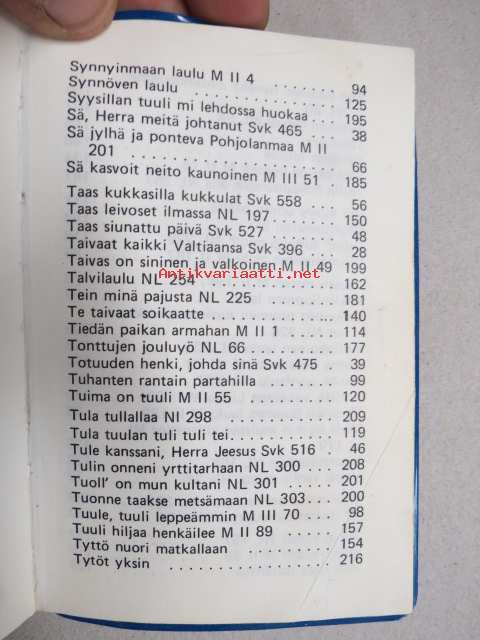 Synnyinmaan laulu M II 4 ....... 94
Synnöven laulu .............. 125
Syysillan tuuli mi lehdossa huokaa ... 195
Sä, Herra meitä johtanut Svk 465 .... 38
Sä jylhä ja ponteva Pohjolanmaa M II
201 .................. 66
Sä kasvoit neito kaunoinen M III 51 . 185
Taas kukkasilla kukkulat Svk 558 .... 56
Taas leivoset ilmassa NL 197 ....... 150
Taas siunattu päivä Svk 527 ....... 48
Taivaat kaikki Valtiaansa Svk 396 ... 28
Taivas on sininen ja valkoinen M II 49 199
Antikvariaatti.net
Talvilaulu NL 254 ............ 162
Tein minä pajusta NL 225 ........ 181
Te taivaat soikaatte ........... 140
Tiedän paikan armahan M II 1 ..... 114
Tonttujen jouluyö NL 66 ......... 177
Totuuden henki, johda sinä Svk 475 . 39
Tuhanten rantain partahilla ....... 99
Tuima on tuuli M II 55 ......... 120
Tula tullallaa Nl 298 ........... 209
Tula tuulan tuli tuli tei .......... 119
Tule kanssani, Herra Jeesus Svk 516 . 46
Tulin onneni yrttitarhaan NL 300 ... 208
Tuoll' on mun kultani NL 301 ..... 201
Tuonne taakse metsämaan NL 303 ... 200
Tuule, tuuli leppeämmin M III 70 ... 98
Tuuli hiljaa henkäilee M II 89 ..... 157
Tyttö nuori matkallaan ......... 154
Tytöt yksin ................ 216